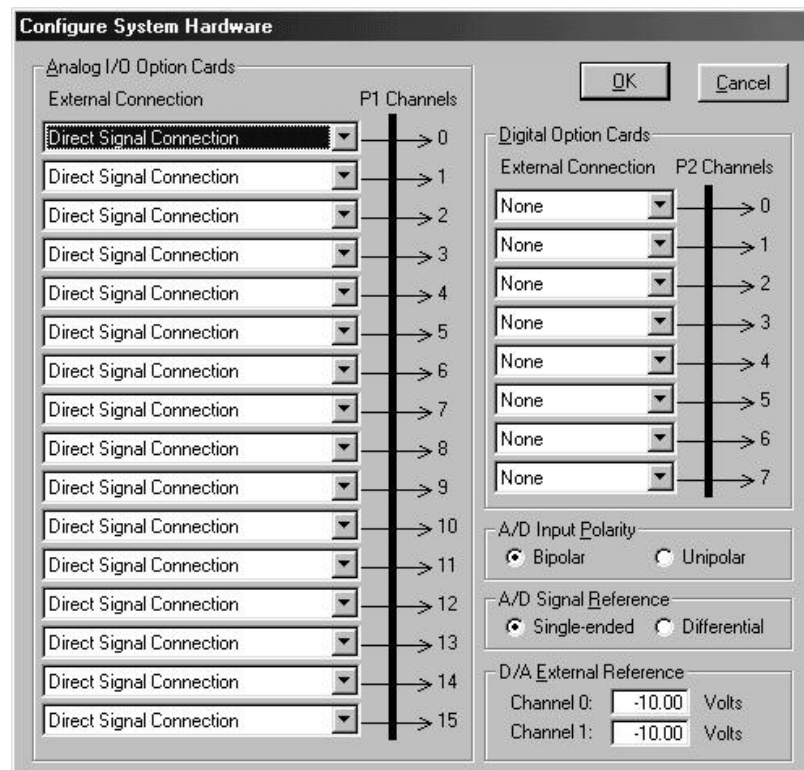 Configure System Hardware
Analog I/O Option Cards
External Connection P1 Channels
Direct Signal Connection 0
Direct Signal Connection 1
Direct Signal Connection 2
Direct Signal Connection 3
Direct Signal Connection 4
Direct Signal Connection 5
Direct Signal Connection 6
Direct Signal Connection 7
Direct Signal Connection 8
Direct Signal Connection 9
Direct Signal Connection 10
Direct Signal Connection 11
Direct Signal Connection 12
Direct Signal Connection 13
Direct Signal Connection 14
Direct Signal Connection 15
OK Cancel
Digital Option Cards
External Connection P2 Channels
None 0
None 1
None 2
None 3
None 4
None 5
None 6
None 7
A/D Input Polarity
Bipolar Unipolar
A/D Signal Reference
Single-ended Differential
D/A External Reference
Channel 0: -10.00 Volts
Channel 1: -10.00 Volts